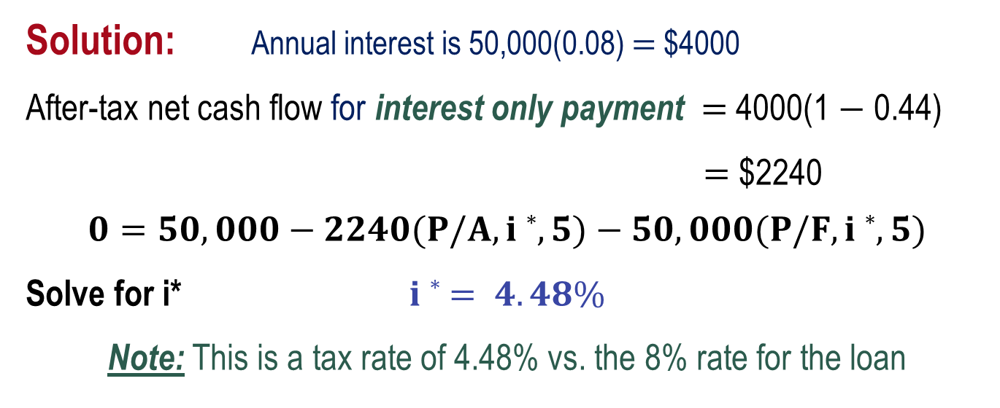 Solution: Annual interest is 50,000(0.08) = $4000
After-tax net cash flow for interest only payment = 4000(1 − 0.44)
= $2240
0 = 50,000 − 2240(P/A, i *, 5) − 50,000(P/F, i *, 5)
Solve for i* i * = 4.48%
Note: This is a tax rate of 4.48% vs. the 8% rate for the loan